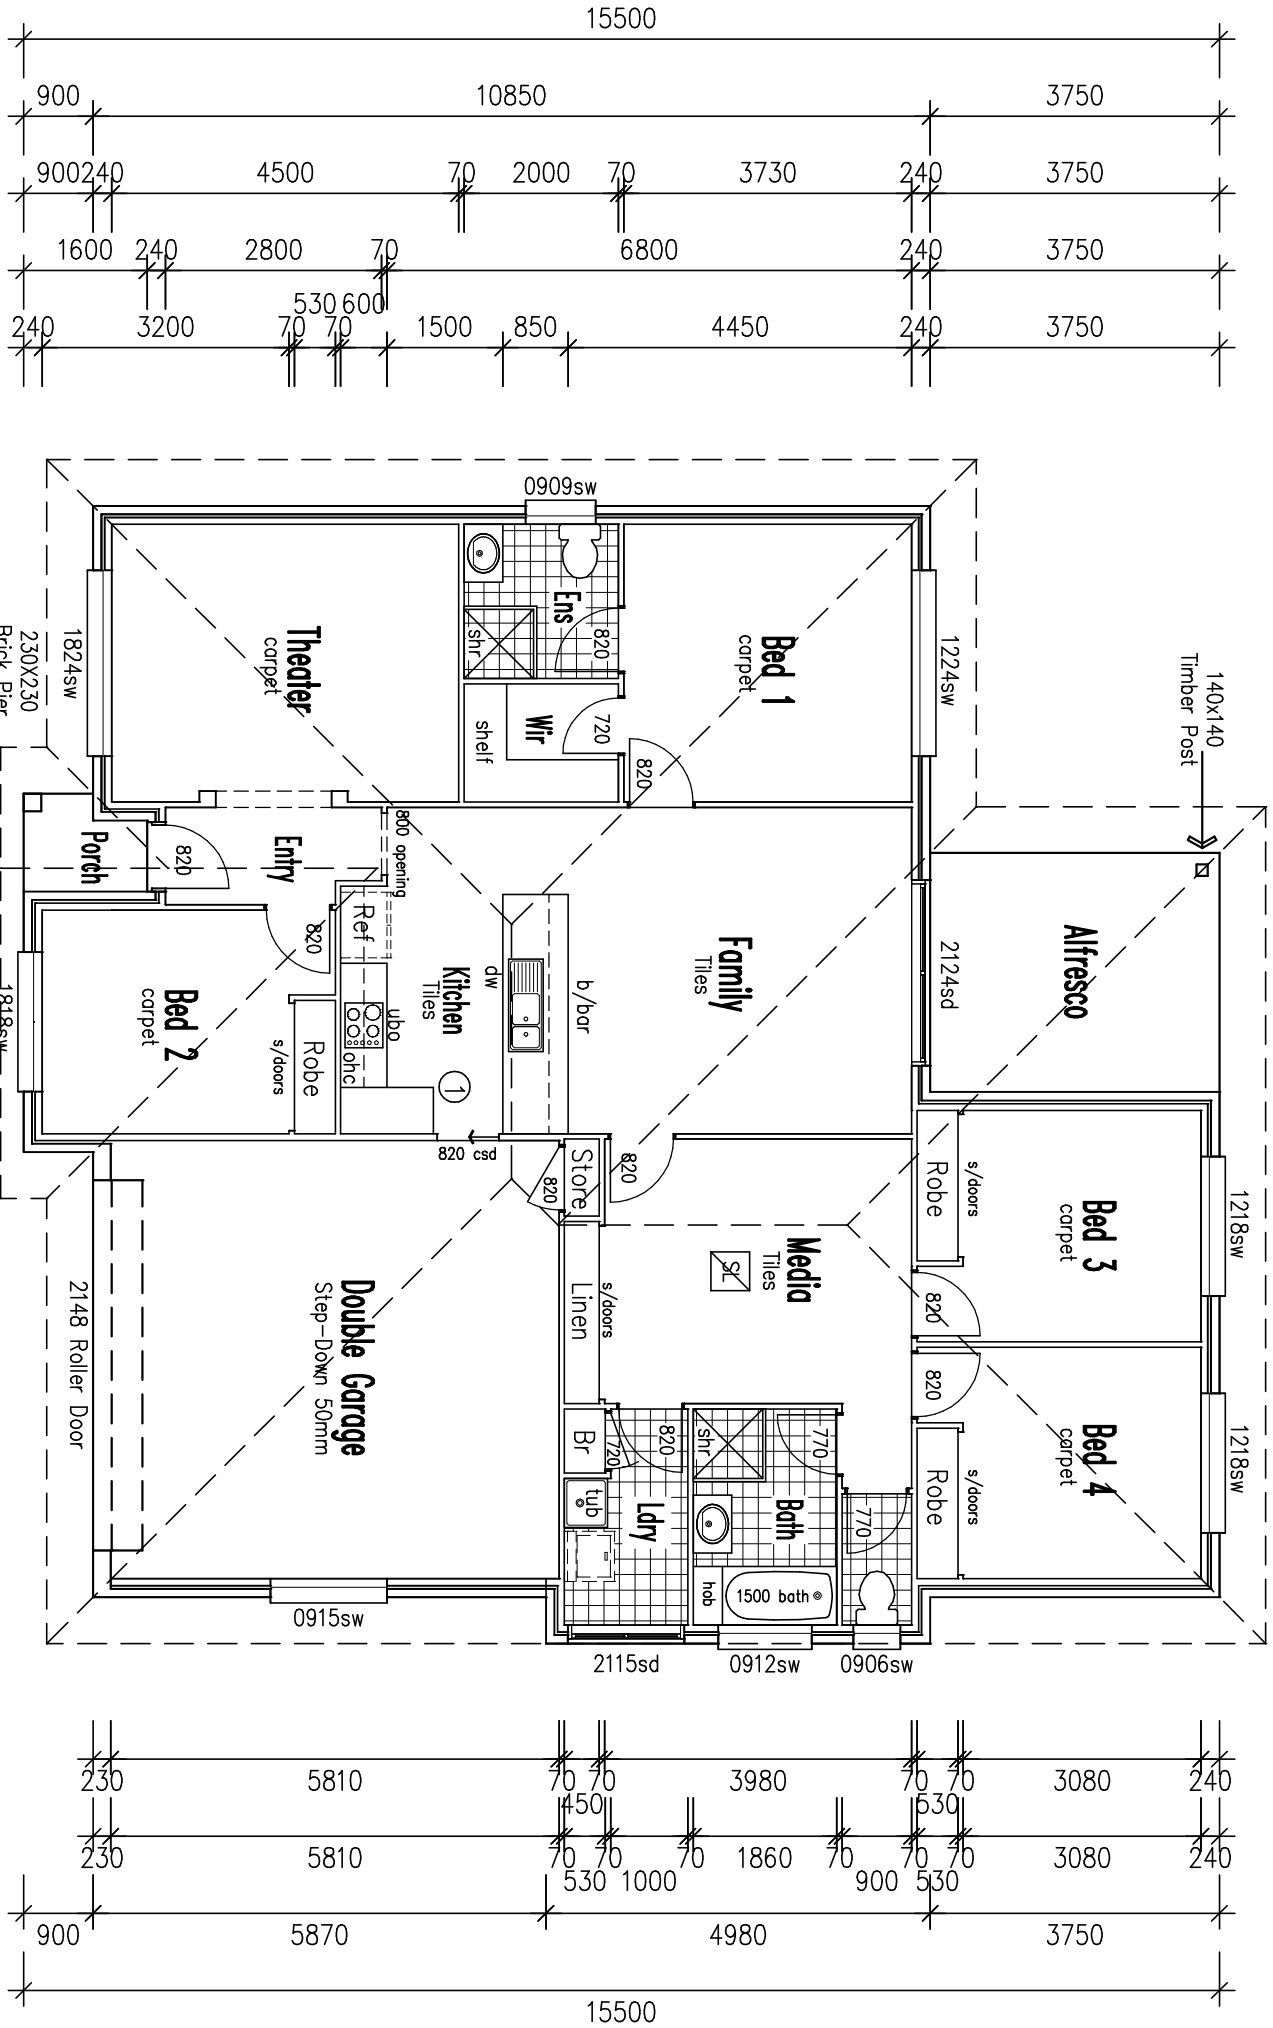 15500
900 10850 3750
900 240 4500 70 2000 70 3730 240 3750
1600 240 2800 70 6800 240 3750
530 600
240 3200 70 70 1500 850 4450 240 3750
0909sw
1824sw
230X230
Brick Pier
1224sw
140x140
Timber Post
Theater
carpet
Ens
820
shr
Bed 1
carpet
Wir
shelf
720
820
Porch
820
Entry
800 opening
820
Ref
Kitchen
Tiles
dw
b/bar
ubo
ohc
1
820 csd
Family
Tiles
2124sd
Alfresco
Bed 2
carpet
Robe
s/doors
1818sw
Store
820
820
Media
Tiles
SL
Linen
s/doors
Robe
s/doors
Bed 3
carpet
1218sw
820
820
Bed 4
carpet
1218sw
Robe
s/doors
Double Garage
Step-Down 50mm
2148 Roller Door
0915sw
Br
720
820
tub
Ldry
shr
770
Bath
770
hob
1500 bath
2115sd
0912sw
0906sw
230 5810 70 70 3980 70 70 3080 240
450 530
230 5810 70 70 70 1860 70 70 70 3080 240
530 1000 900 530
900 5870 4980 3750
15500